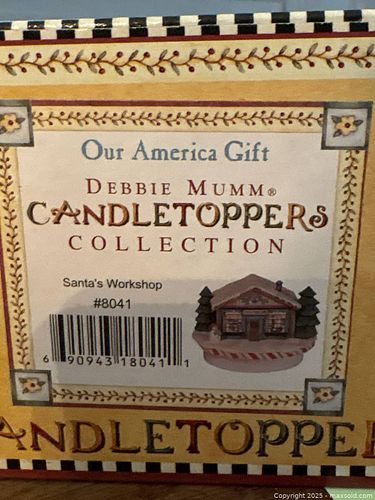 Our America Gift
DEBBIE MUMM®
CANDLETOPPERS
COLLECTION
Santa's Workshop
#8041
6 90943 18041 1
ANDLETOPPE
Copyright 2025 - maxsold.com